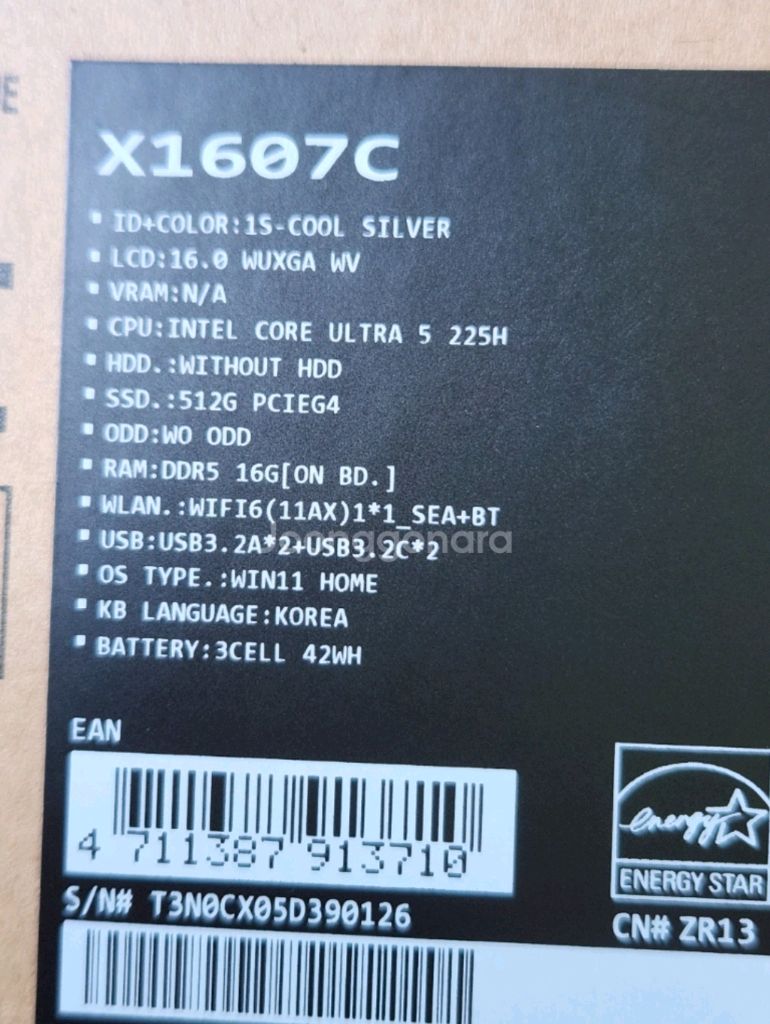 E
X1607C
▪ ID+COLOR:1S-COOL SILVER
▪ LCD:16.0 WUXGA WV
▪ VRAM:N/A
▪ CPU:INTEL CORE ULTRA 5 225H
▪ HDD.:WITHOUT HDD
▪ SSD.:512G PCIEG4
▪ ODD:WO ODD
▪ RAM:DDR5 16G[ON BD.]
▪ WLAN.:WIFI6(11AX)1*1_SEA+BT
▪ USB:USB3.2A*2+USB3.2C*2
Joonggonara
▪ OS TYPE.:WIN11 HOME
▪ KB LANGUAGE:KOREA
▪ BATTERY:3CELL 42WH
EAN
4 711387 913710
energy
ENERGY STAR
S/N# T3N0CX05D390126
CN# ZR13